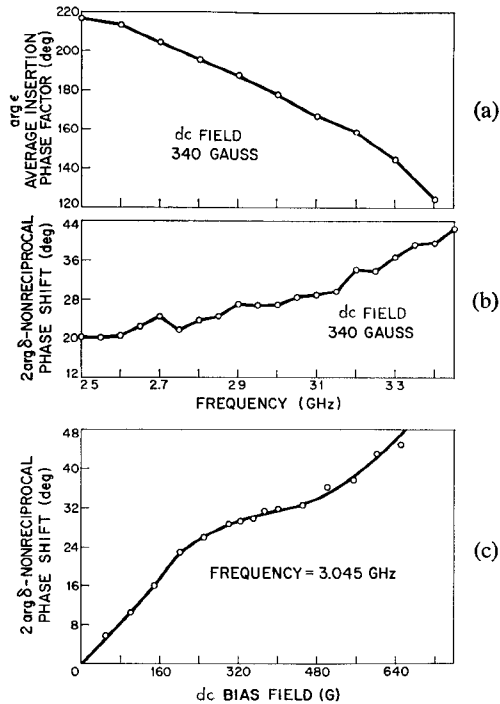 220
200
180
160
140
120
arg ϵ
AVERAGE INSERTION
PHASE FACTOR (deg)
dc FIELD
340 GAUSS
(a)
44
36
28
20
12
2 arg δ-NONRECIPROCAL
PHASE SHIFT (deg)
dc FIELD
340 GAUSS
(b)
2.5 2.7 2.9 3.1 3.3
FREQUENCY (GHz)
48
40
32
24
16
8
0
2 arg δ-NONRECIPROCAL
PHASE SHIFT (deg)
FREQUENCY = 3.045 GHz
(c)
0 160 320 480 640
dc BIAS FIELD (G)